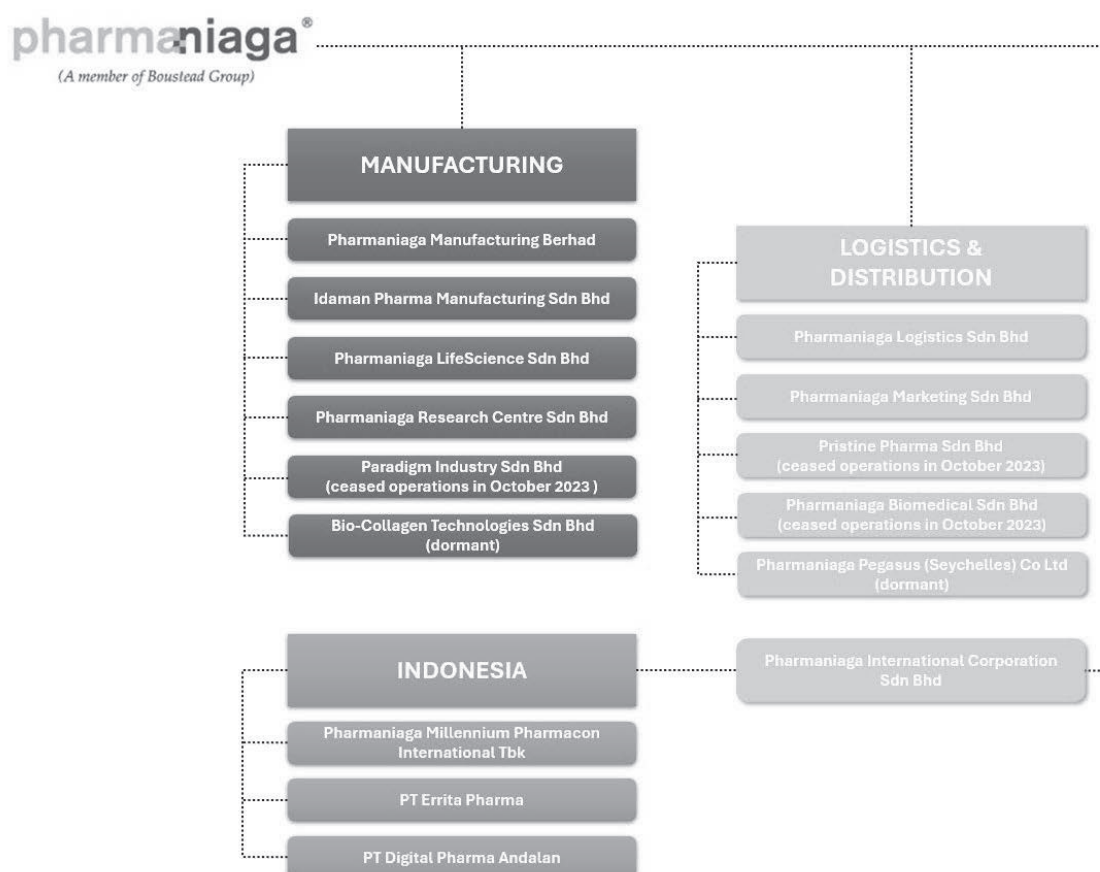 pharmaniaga®
(A member of Boustead Group)
MANUFACTURING
Pharmaniaga Manufacturing Berhad
Idaman Pharma Manufacturing Sdn Bhd
Pharmaniaga LifeScience Sdn Bhd
Pharmaniaga Research Centre Sdn Bhd
Paradigm Industry Sdn Bhd
(ceased operations in October 2023 )
Bio-Collagen Technologies Sdn Bhd
(dormant)
LOGISTICS &
DISTRIBUTION
Pharmaniaga Logistics Sdn Bhd
Pharmaniaga Marketing Sdn Bhd
Pristine Pharma Sdn Bhd
(ceased operations in October 2023)
Pharmaniaga Biomedical Sdn Bhd
(ceased operations in October 2023)
Pharmaniaga Pegasus (Seychelles) Co Ltd
(dormant)
INDONESIA
Pharmaniaga Millennium Pharmacon
International Tbk
PT Errita Pharma
PT Digital Pharma Andalan
Pharmaniaga International Corporation
Sdn Bhd